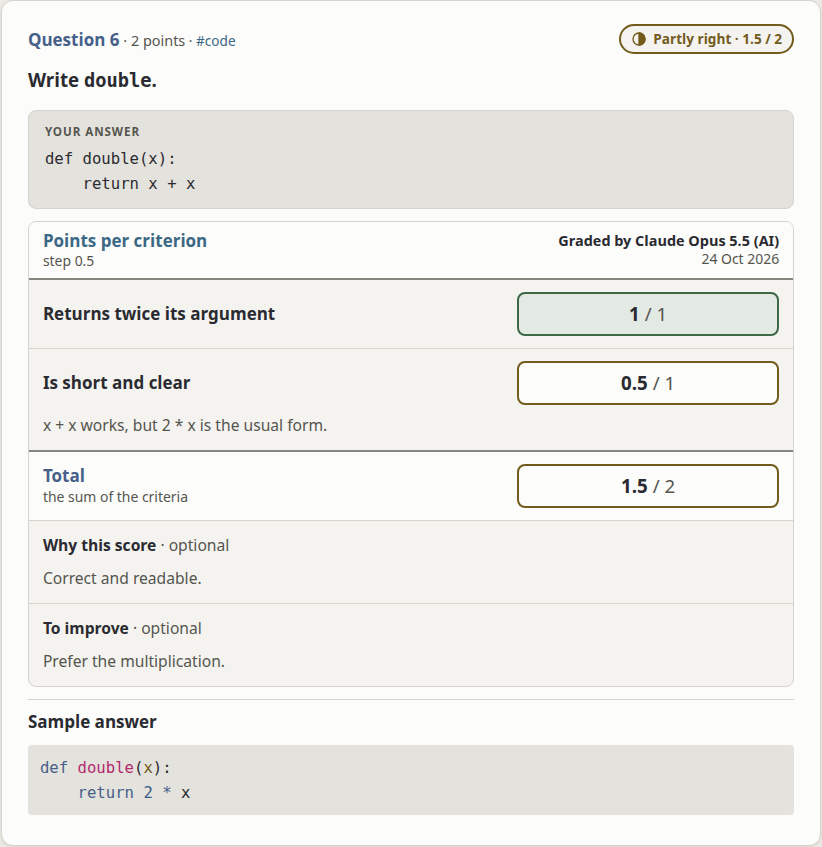 Question 6 · 2 points · #code
Partly right · 1.5 / 2
Write double.
YOUR ANSWER
def double(x):
    return x + x
Points per criterion
step 0.5
Graded by Claude Opus 5.5 (AI)
24 Oct 2026
Returns twice its argument
1 / 1
Is short and clear
0.5 / 1
x + x works, but 2 * x is the usual form.
Total
the sum of the criteria
1.5 / 2
Why this score · optional
Correct and readable.
To improve · optional
Prefer the multiplication.
Sample answer
def double(x):
    return 2 * x